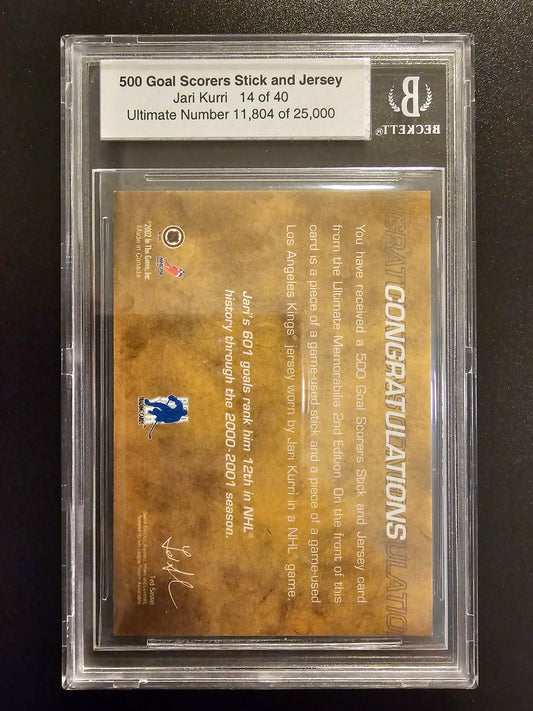 500 Goal Scorers Stick and Jersey
Jari Kurri 14 of 40
Ultimate Number 11,804 of 25,000
B
BECKETT®
CONGRATULATIONS
You have received a 500 Goal Scorers Stick and Jersey card
from the Ultimate Memorabilia 2nd Edition. On the front of this
card is a piece of a game-used stick and a piece of a game-used
Los Angeles Kings® jersey worn by Jari Kurri in a NHL® game.
Jari's 601 goals rank him 12th in NHL®
history through the 2000-2001 season.
©2002 In The Game, Inc.
Made in Canada
Ted Saskin